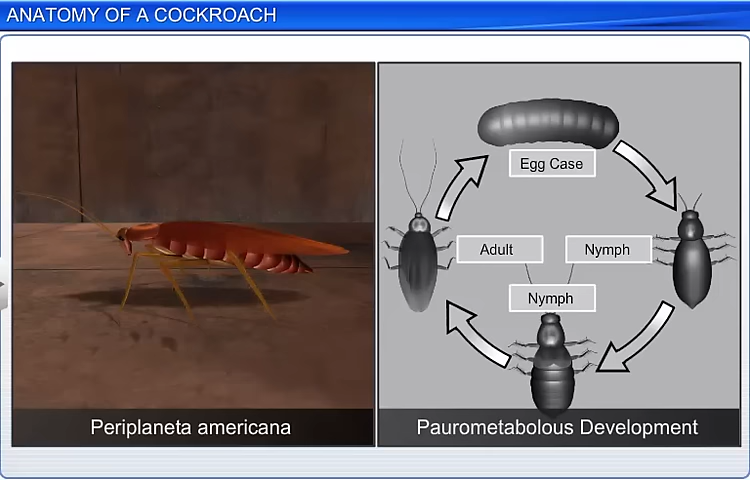 ANATOMY OF A COCKROACH
Egg Case
Adult
Nymph
Nymph
Periplaneta americana
Paurometabolous Development